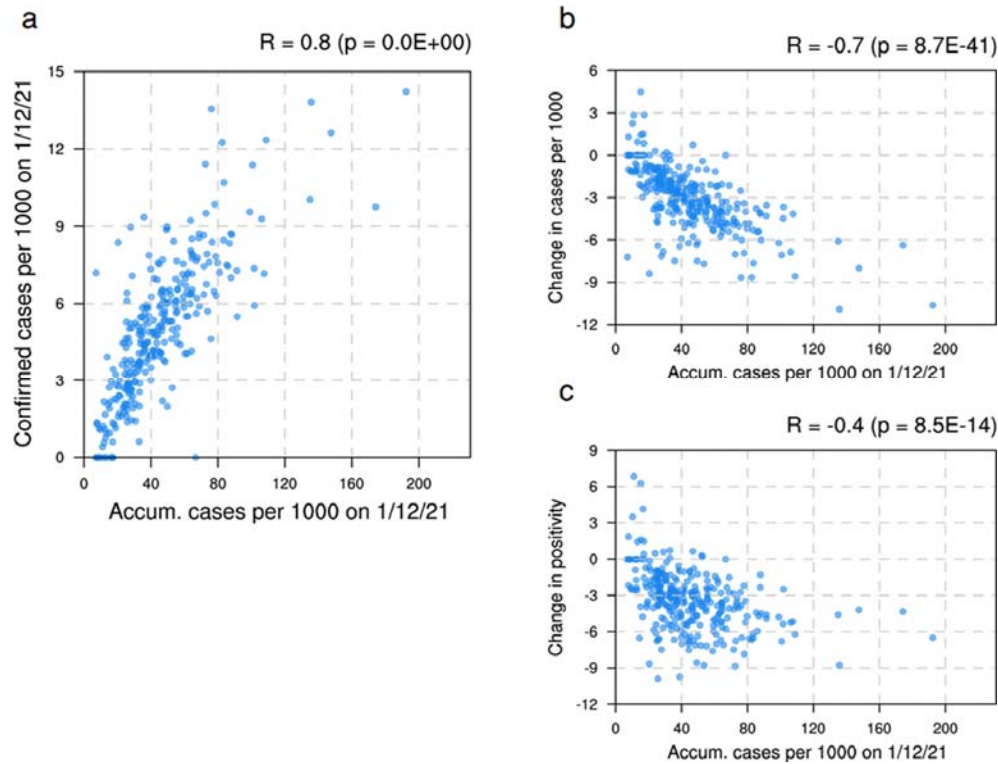 a
R = 0.8 (p = 0.0E+00)
Confirmed cases per 1000 on 1/12/21
15
12
9
6
3
0
0 40 80 120 160 200
Accum. cases per 1000 on 1/12/21
b
R = -0.7 (p = 8.7E-41)
Change in cases per 1000
6
3
0
-3
-6
-9
-12
0 40 80 120 160 200
Accum. cases per 1000 on 1/12/21
c
R = -0.4 (p = 8.5E-14)
Change in positivity
9
6
3
0
-3
-6
-9
-12
0 40 80 120 160 200
Accum. cases per 1000 on 1/12/21